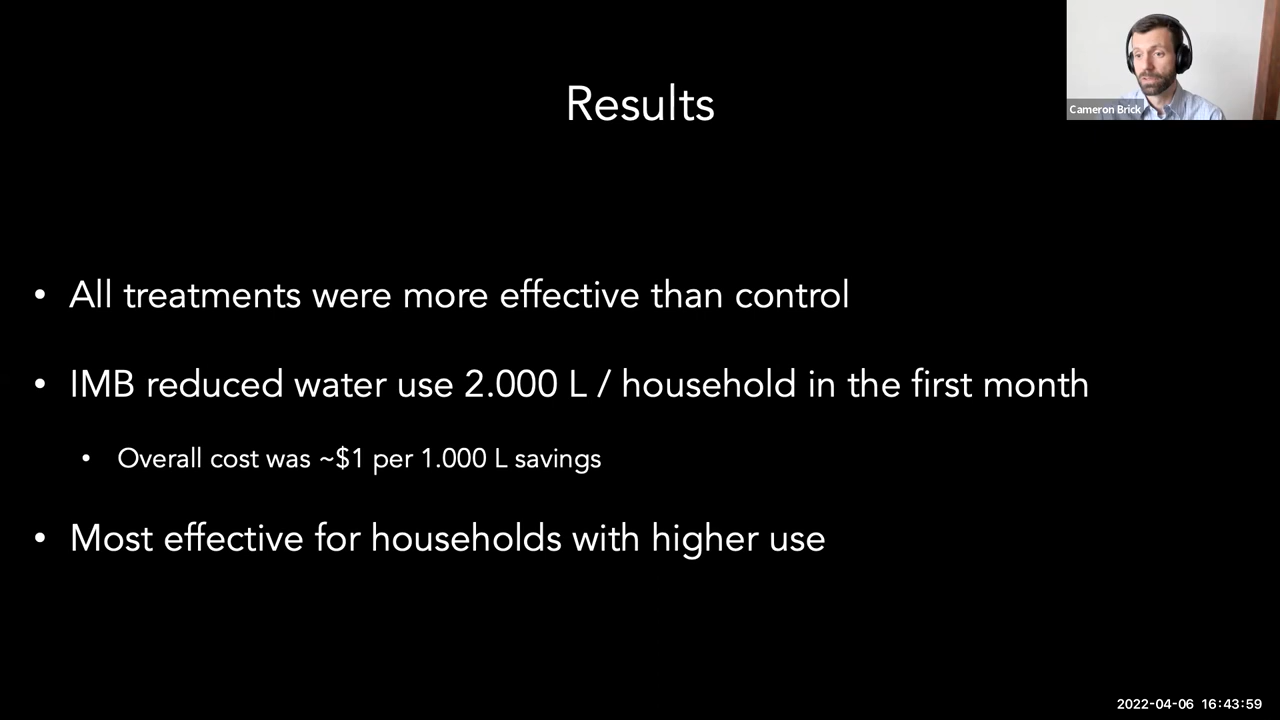 Cameron Brick
Results
• All treatments were more effective than control
• IMB reduced water use 2.000 L / household in the first month
• Overall cost was ~$1 per 1.000 L savings
• Most effective for households with higher use
2022-04-06 16:43:59